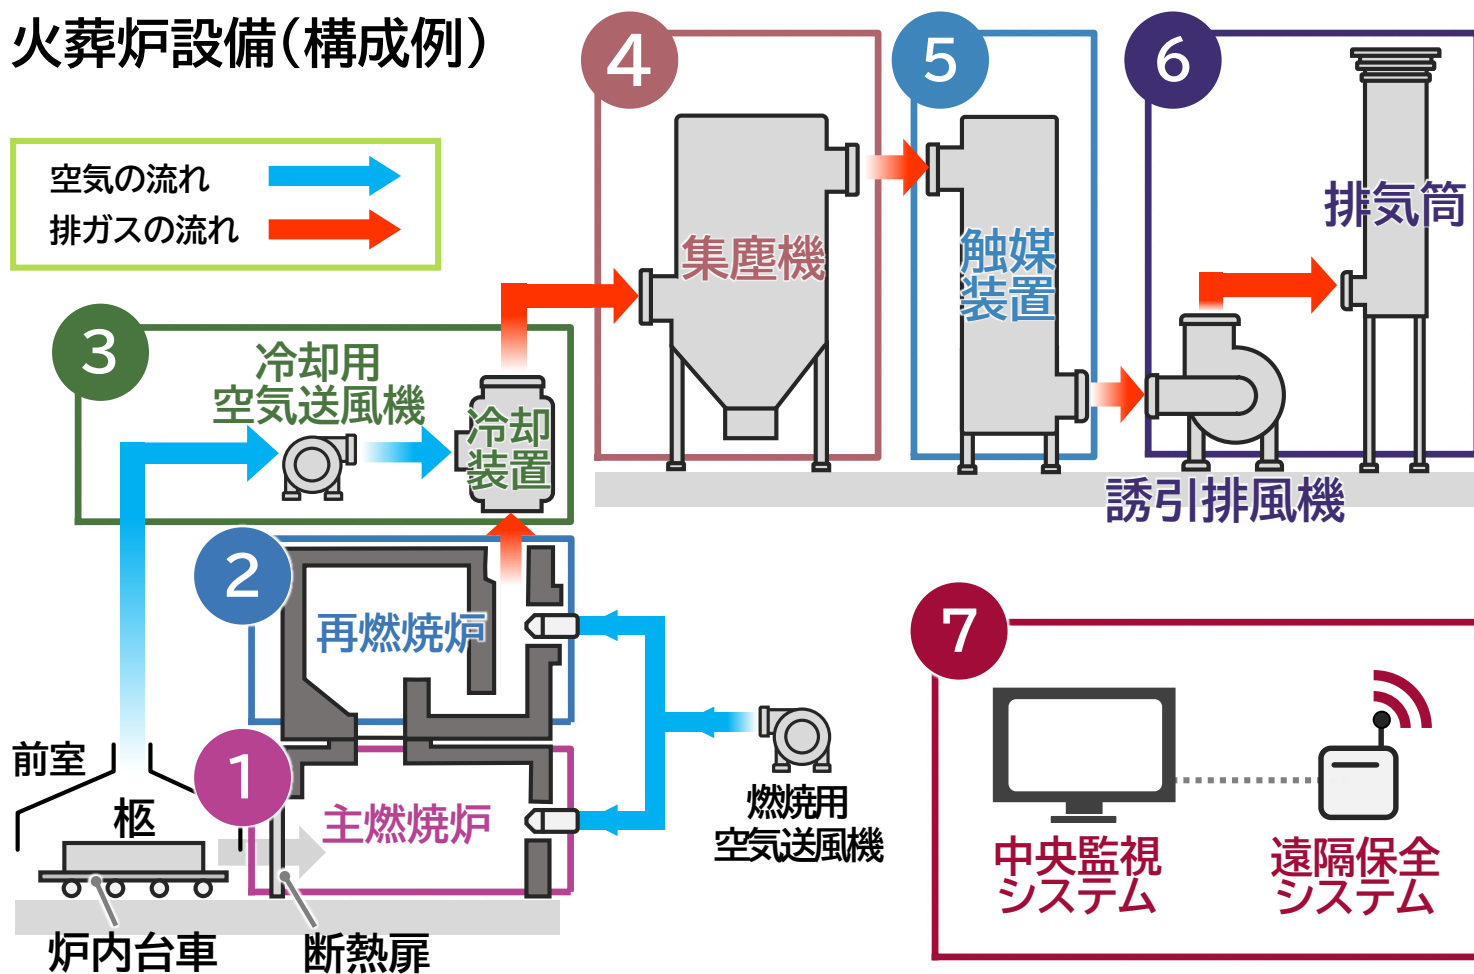 火葬炉設備(構成例)
空気の流れ
排ガスの流れ
4
集塵機
5
触媒
装置
6
排気筒
誘引排風機
3
冷却用
空気送風機
冷却
装置
2
再燃焼炉
1
主燃焼炉
前室
柩
炉内台車
断熱扉
燃焼用
空気送風機
7
中央監視
システム
遠隔保全
システム